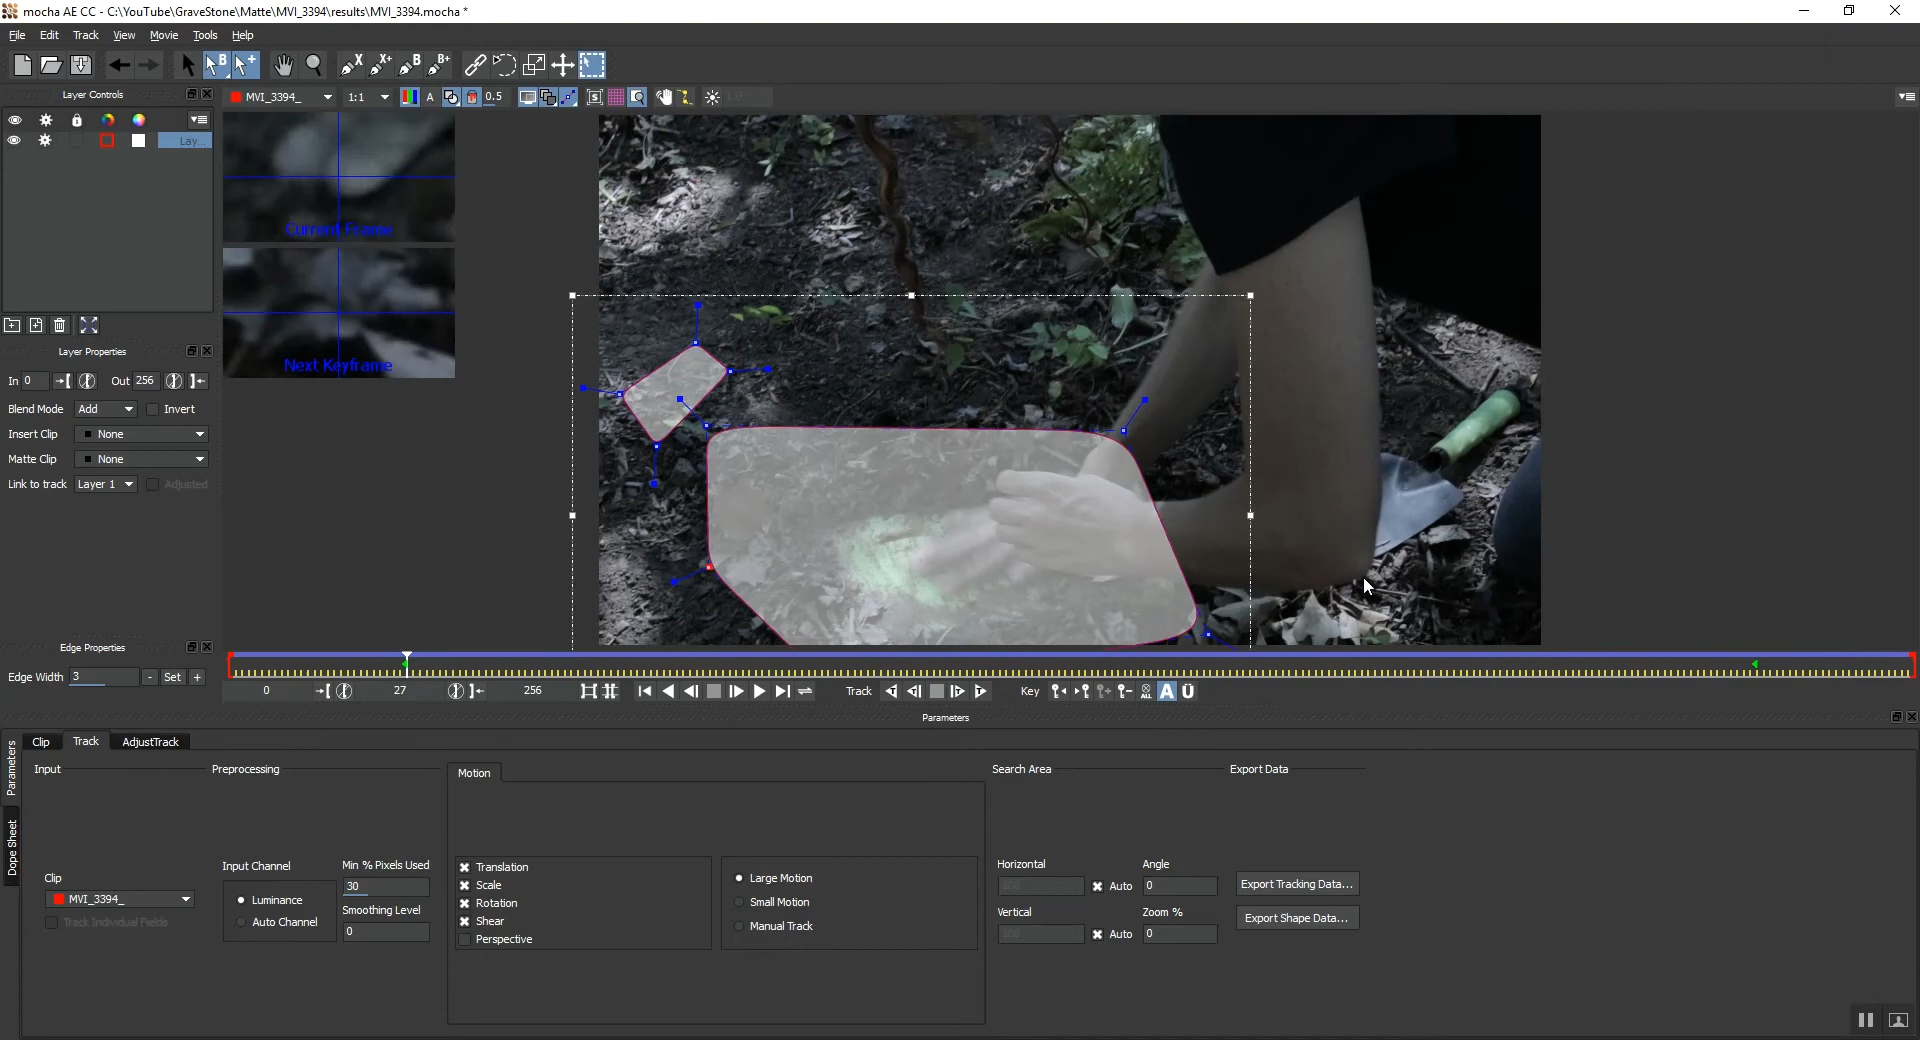 mocha AE CC - C:\YouTube\GraveStone\Matte\MVI_3394\results\MVI_3394.mocha *
File Edit Track View Movie Tools Help
X X+ B B+
Layer Controls
MVI_3394_ 1:1 A 0.5 1.0
Lay...
Current Frame
Next Keyframe
Layer Properties
In 0 Out 256
Blend Mode Add Invert
Insert Clip None
Matte Clip None
Link to track Layer 1 Adjusted
Edge Properties
Edge Width 3 - Set +
0 27 256 Track Key ALL A Ü
Parameters
Clip Track AdjustTrack
Parameters
Dope Sheet
Input Preprocessing Motion Search Area Export Data
Clip
MVI_3394_
Track Individual Fields
Input Channel
Luminance
Auto Channel
Min % Pixels Used
30
Smoothing Level
0
Translation
Scale
Rotation
Shear
Perspective
Large Motion
Small Motion
Manual Track
Horizontal Angle
100 Auto 0
Vertical Zoom %
100 Auto 0
Export Tracking Data...
Export Shape Data...